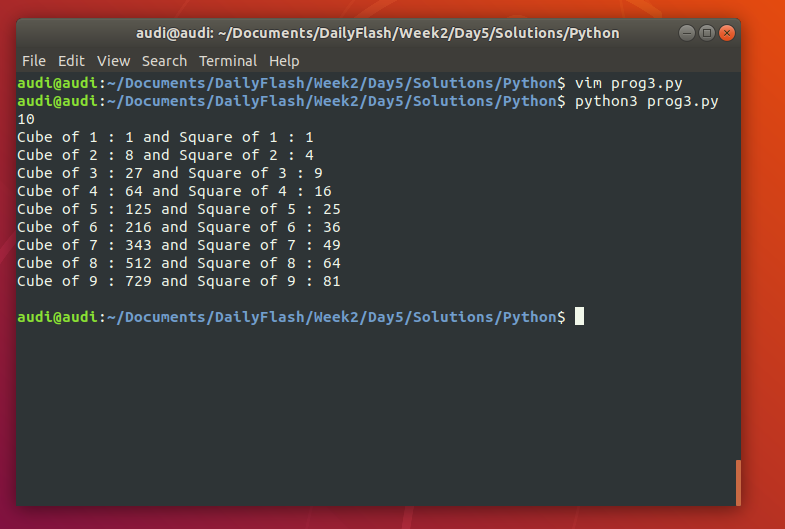 audi@audi: ~/Documents/DailyFlash/Week2/Day5/Solutions/Python
File Edit View Search Terminal Help
audi@audi:~/Documents/DailyFlash/Week2/Day5/Solutions/Python$ vim prog3.py
audi@audi:~/Documents/DailyFlash/Week2/Day5/Solutions/Python$ python3 prog3.py
10
Cube of 1 : 1 and Square of 1 : 1
Cube of 2 : 8 and Square of 2 : 4
Cube of 3 : 27 and Square of 3 : 9
Cube of 4 : 64 and Square of 4 : 16
Cube of 5 : 125 and Square of 5 : 25
Cube of 6 : 216 and Square of 6 : 36
Cube of 7 : 343 and Square of 7 : 49
Cube of 8 : 512 and Square of 8 : 64
Cube of 9 : 729 and Square of 9 : 81
audi@audi:~/Documents/DailyFlash/Week2/Day5/Solutions/Python$